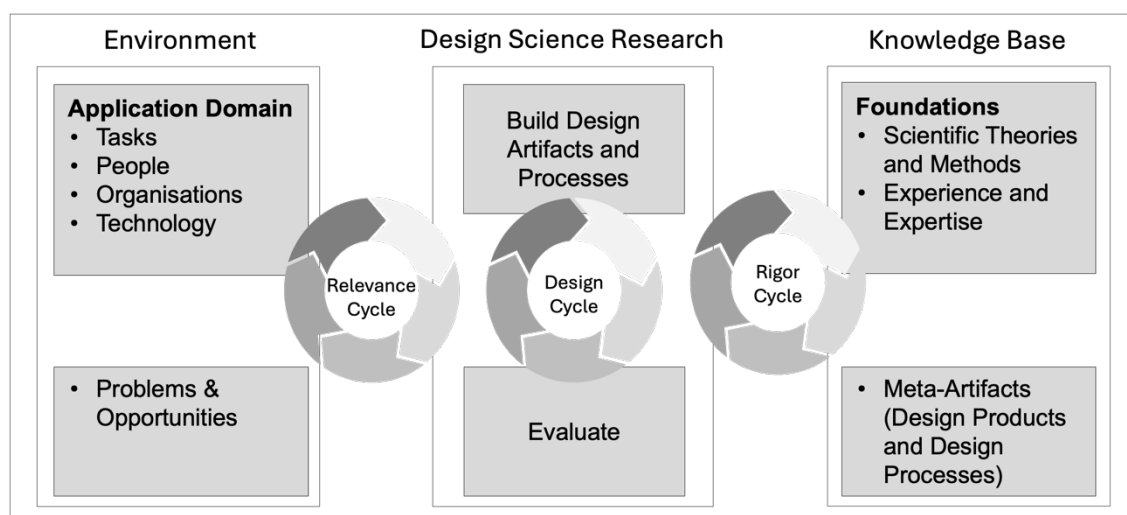 Environment
Application Domain
• Tasks
• People
• Organisations
• Technology
• Problems &
Opportunities
Relevance
Cycle
Design Science Research
Build Design
Artifacts and
Processes
Design
Cycle
Evaluate
Rigor
Cycle
Knowledge Base
Foundations
• Scientific Theories
and Methods
• Experience and
Expertise
• Meta-Artifacts
(Design Products
and Design
Processes)